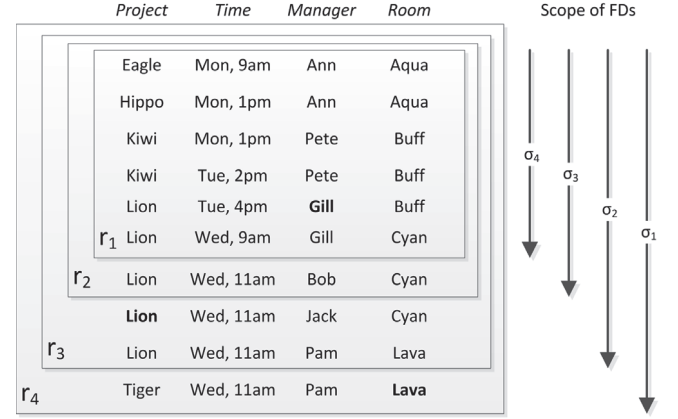 Project Time Manager Room Scope of FDs
Eagle Mon, 9am Ann Aqua
Hippo Mon, 1pm Ann Aqua
Kiwi Mon, 1pm Pete Buff
σ4
Kiwi Tue, 2pm Pete Buff
σ3
Lion Tue, 4pm Gill Buff
σ2
r1 Lion Wed, 9am Gill Cyan
σ1
r2 Lion Wed, 11am Bob Cyan
Lion Wed, 11am Jack Cyan
r3 Lion Wed, 11am Pam Lava
r4 Tiger Wed, 11am Pam Lava